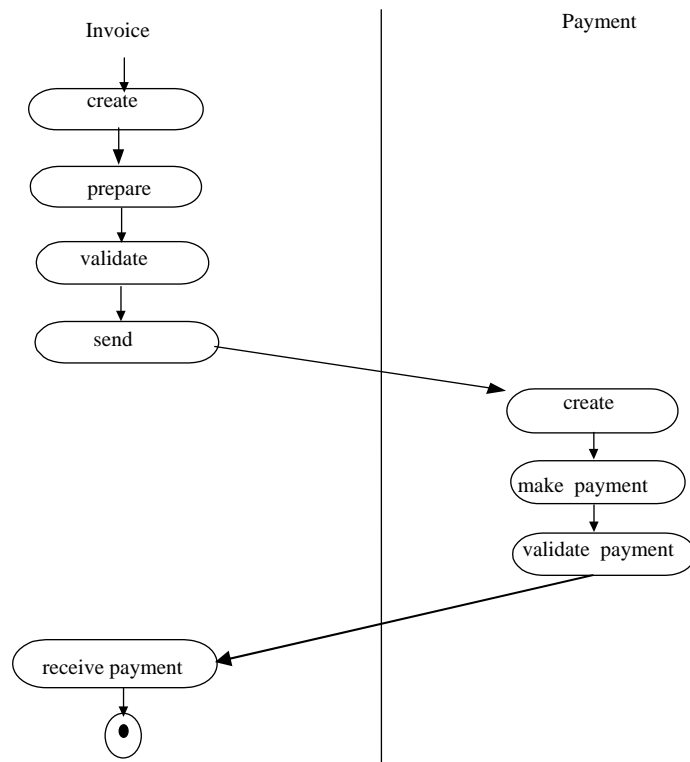 Invoice
Payment
create
prepare
validate
send
create
make payment
validate payment
receive payment